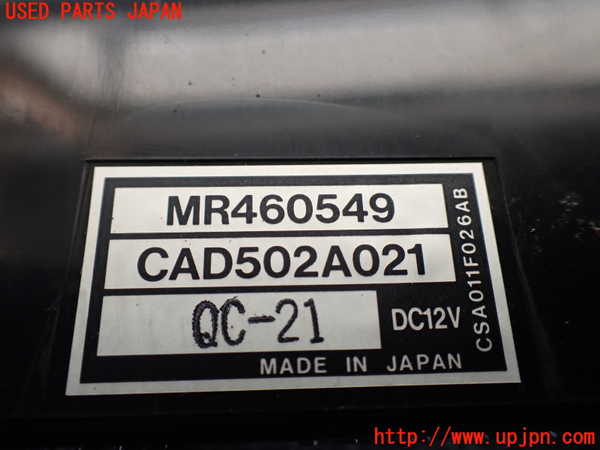 USED PARTS JAPAN
MR460549
CAD502A021
QC-21
DC12V
MADE IN JAPAN
CSA011F026AB
http://www.upjpn.com